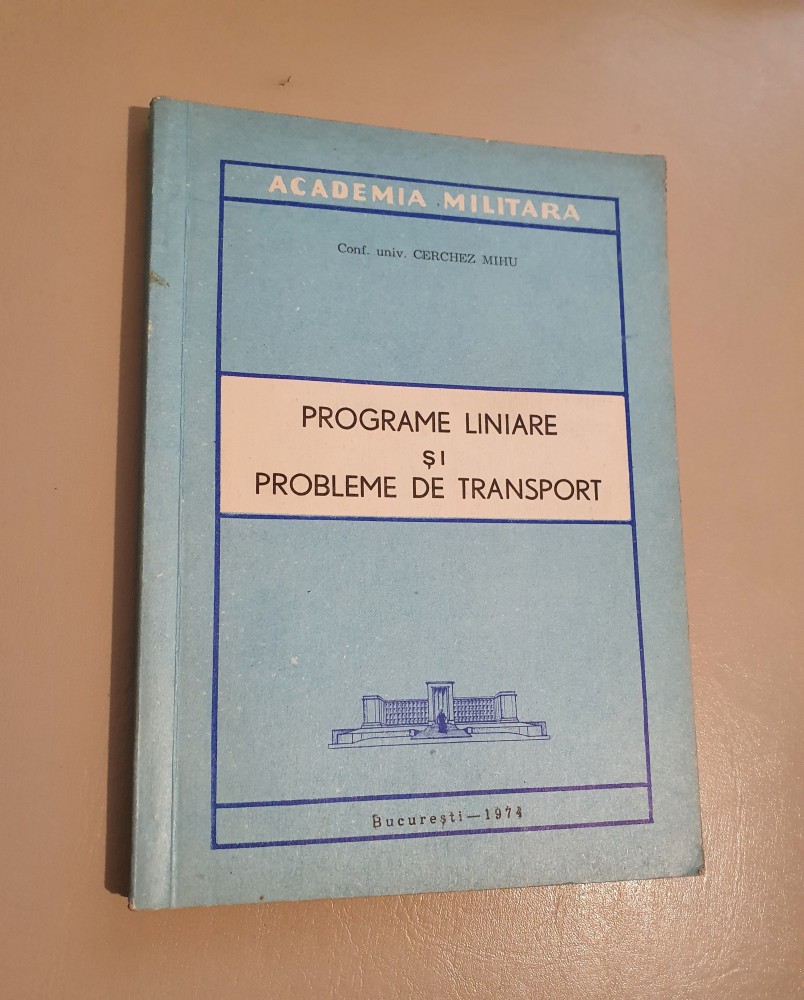 ACADEMIA MILITARA
Conf. univ. CERCHEZ MIHU
PROGRAME LINIARE
ȘI
PROBLEME DE TRANSPORT
București — 1974